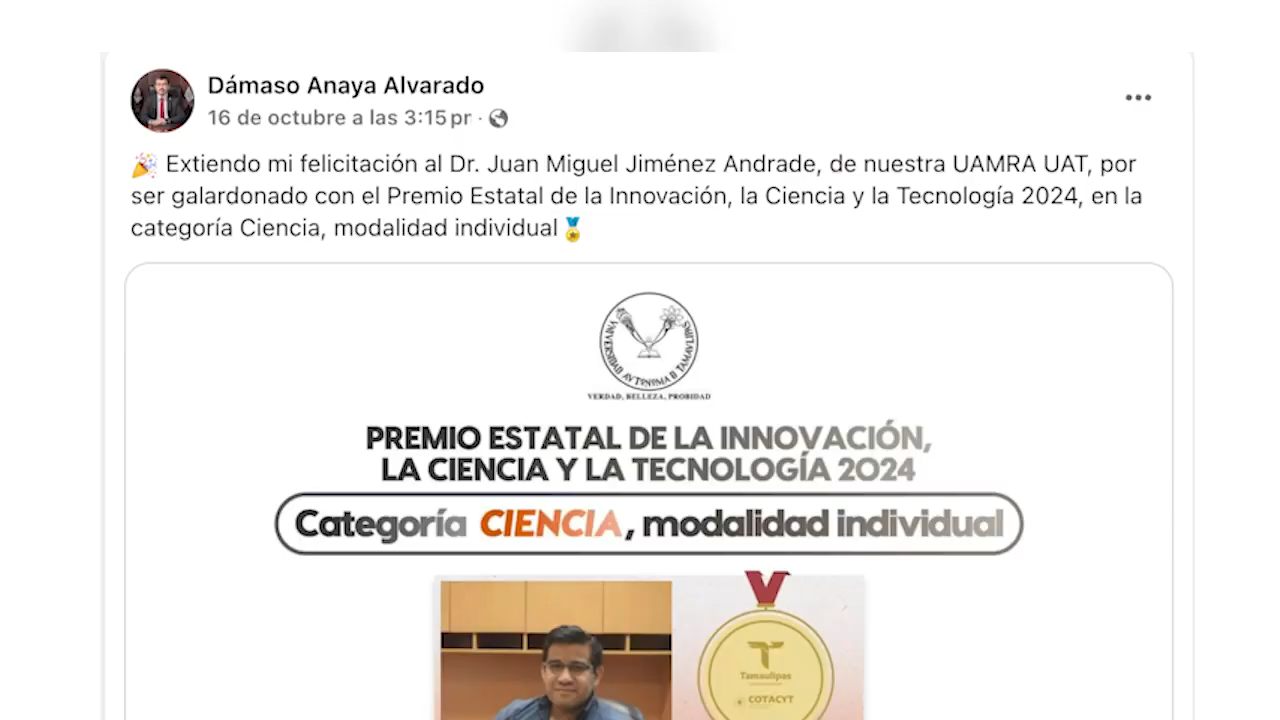 Dámaso Anaya Alvarado
16 de octubre a las 3:15 pr ·
🎉 Extiendo mi felicitación al Dr. Juan Miguel Jiménez Andrade, de nuestra UAMRA UAT, por
ser galardonado con el Premio Estatal de la Innovación, la Ciencia y la Tecnología 2024, en la
categoría Ciencia, modalidad individual🏅
VNIVERSIDAD AVTONOMA D TAMAVLIPAS
VERDAD, BELLEZA, PROBIDAD
PREMIO ESTATAL DE LA INNOVACIÓN,
LA CIENCIA Y LA TECNOLOGÍA 2024
Categoría CIENCIA, modalidad individual
Tamaulipas
COTACYT